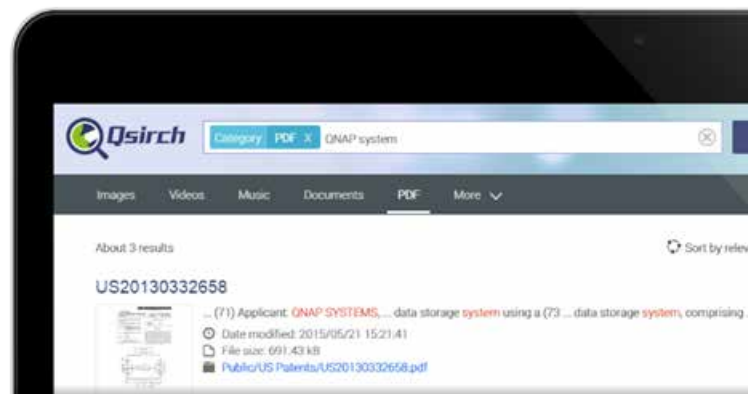 Qsirch
Category PDF X QNAP system
Images Videos Music Documents PDF More
About 3 results
Sort by relev
US20130332658
... (71) Applicant: QNAP SYSTEMS, ... data storage system using a (73 ... data storage system, comprising ...
Date modified: 2015/05/21 15:21:41
File size: 691.43 kB
Public/US Patents/US20130332658.pdf